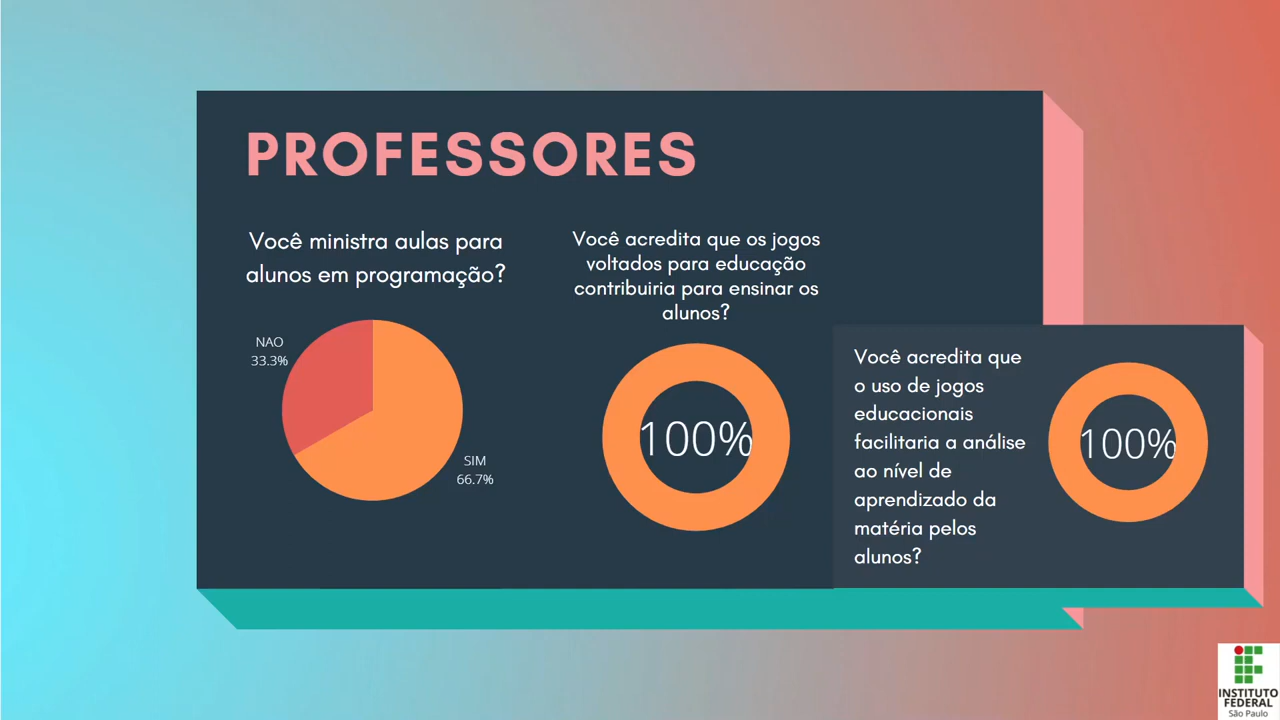 PROFESSORES
Você ministra aulas para
alunos em programação?
NAO
33.3%
SIM
66.7%
Você acredita que os jogos
voltados para educação
contribuiria para ensinar os
alunos?
100%
Você acredita que
o uso de jogos
educacionais
facilitaria a análise
ao nível de
aprendizado da
matéria pelos
alunos?
100%
INSTITUTO
FEDERAL
São Paulo